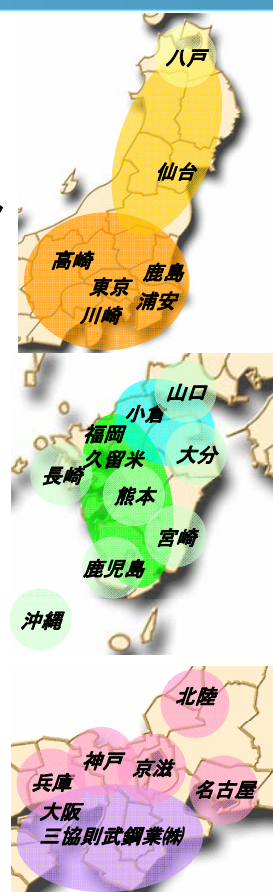 八戸
仙台
高崎
鹿島
東京
浦安
川崎
山口
小倉
福岡
久留米
大分
長崎
熊本
宮崎
鹿児島
沖縄
北陸
神戸
京滋
兵庫
名古屋
大阪
三協則武鋼業㈱